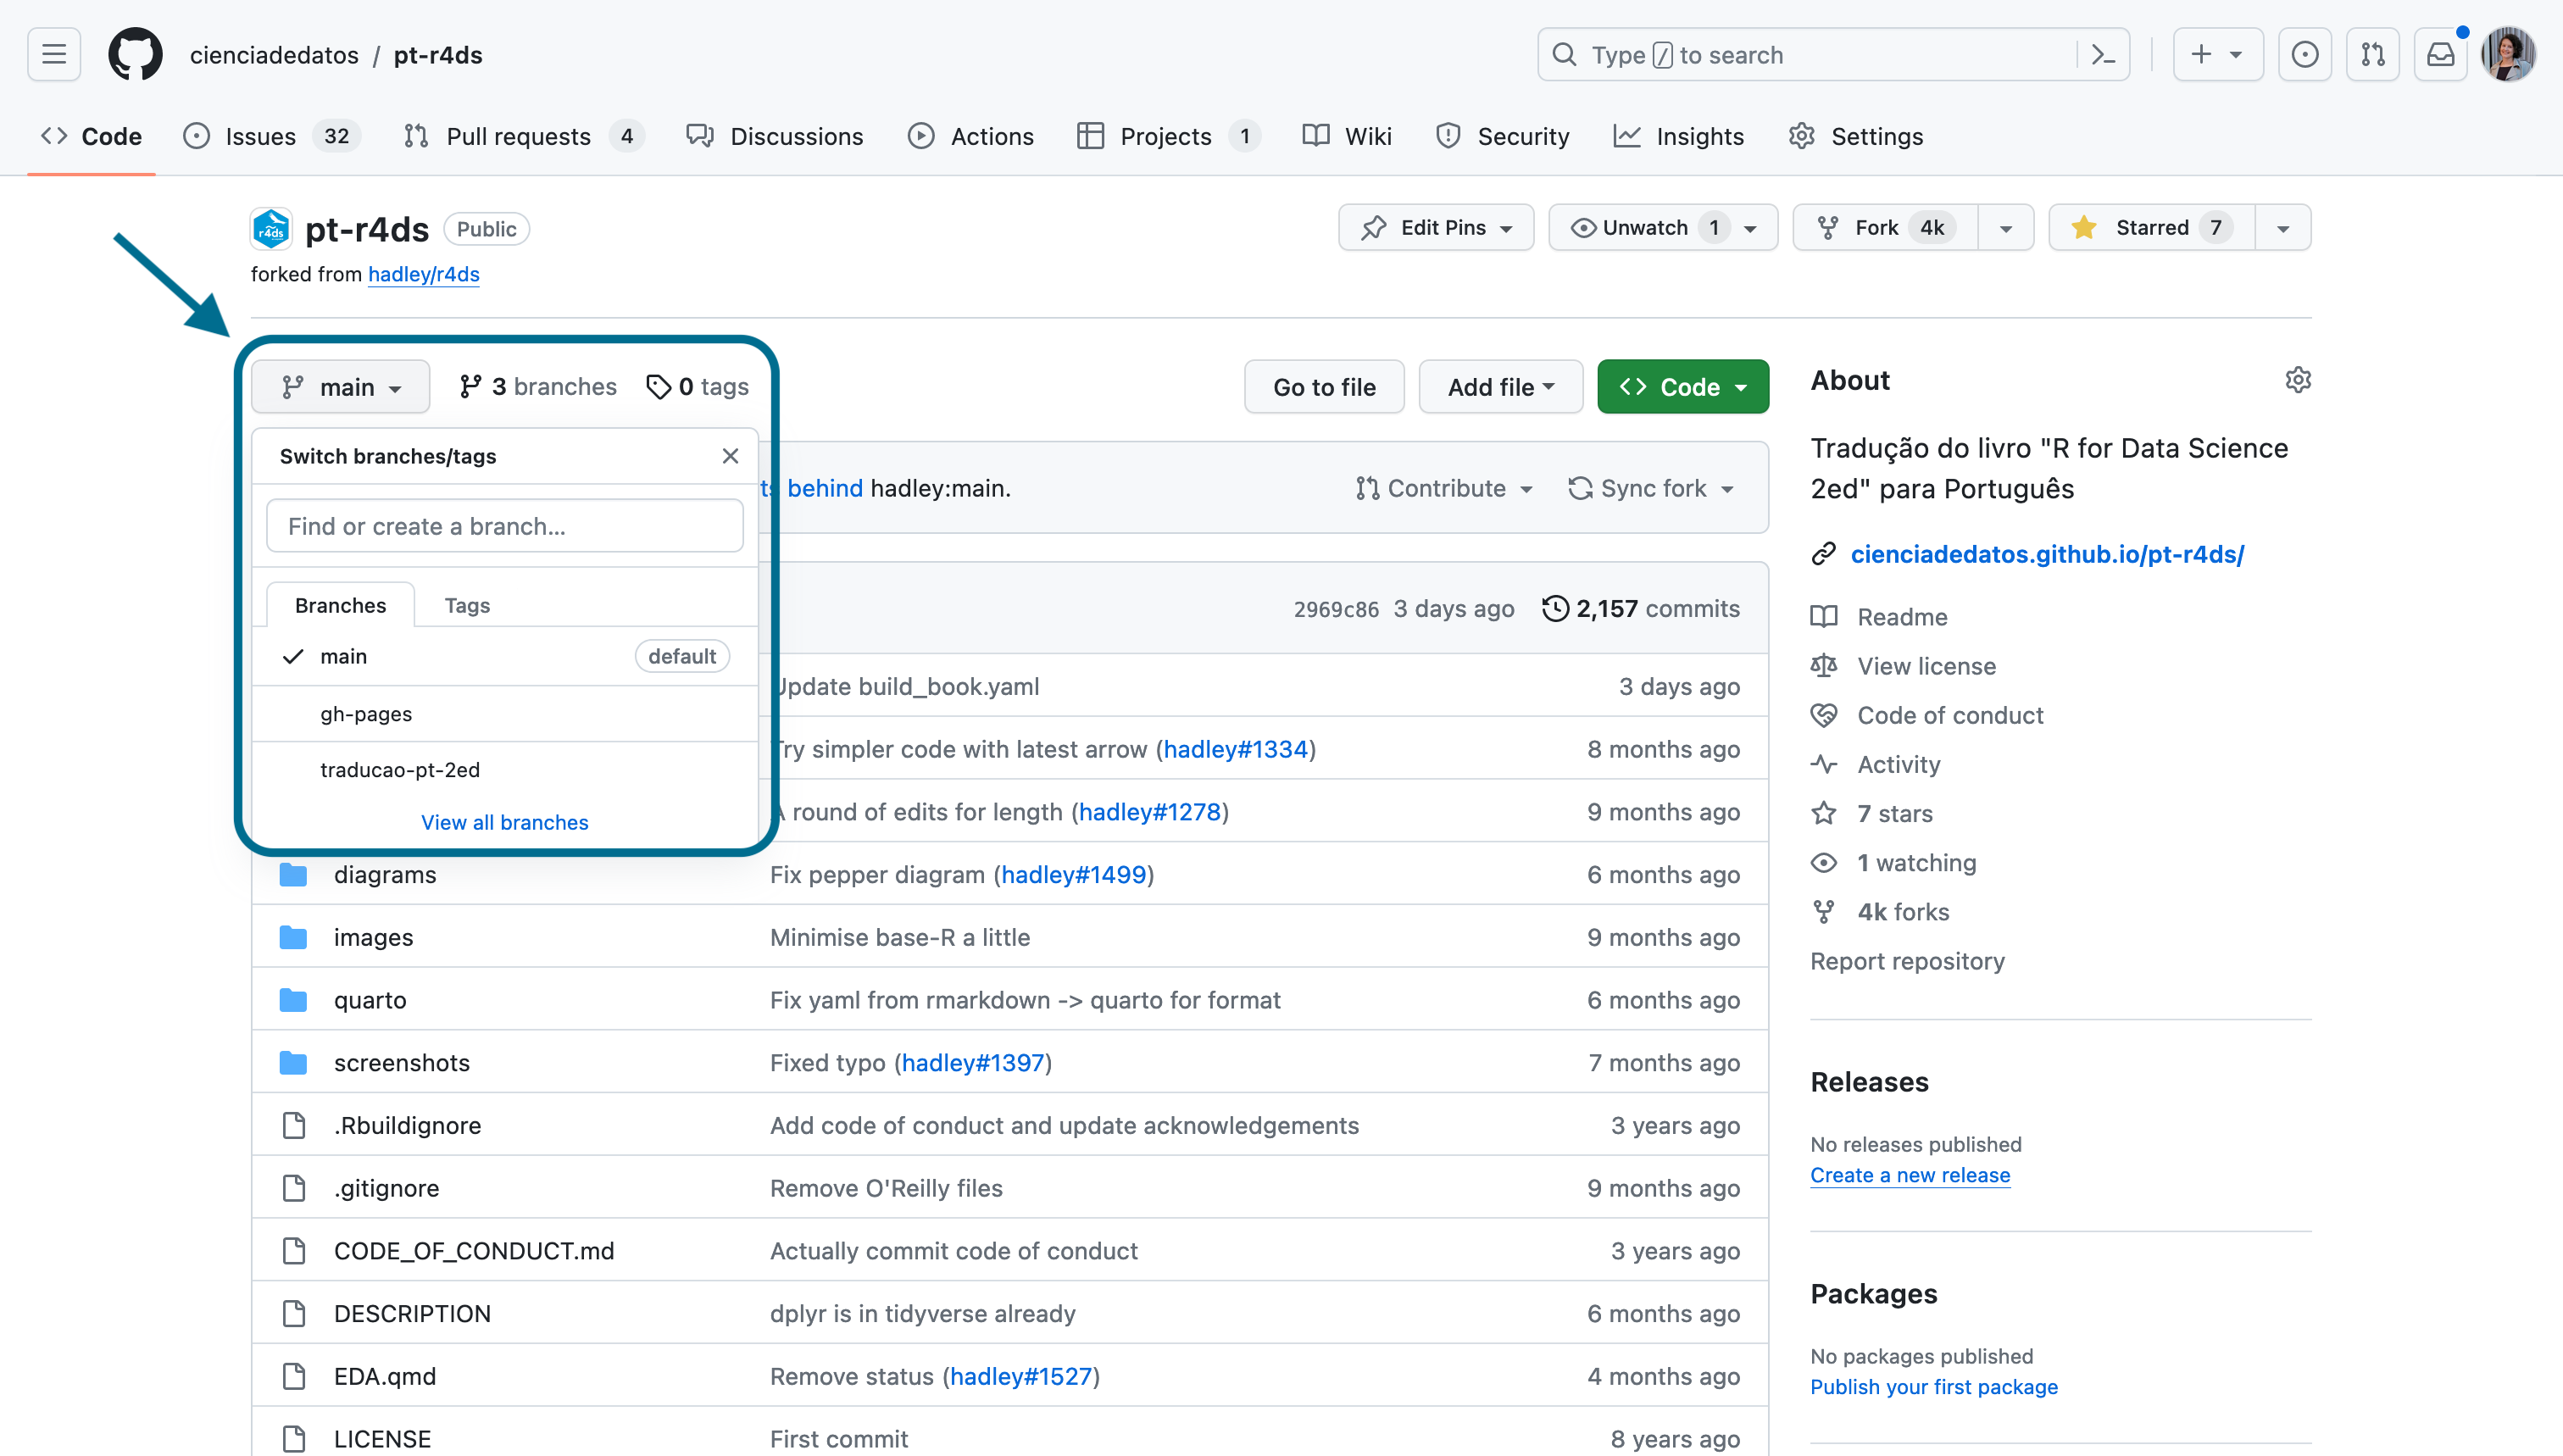 cienciadedatos / pt-r4ds
Type / to search
Code
Issues 32
Pull requests 4
Discussions
Actions
Projects 1
Wiki
Security
Insights
Settings
r4ds
pt-r4ds Public
Edit Pins
Unwatch 1
Fork 4k
Starred 7
forked from hadley/r4ds
main
3 branches
0 tags
Go to file
Add file
Code
Switch branches/tags
Find or create a branch...
Branches Tags
main default
gh-pages
traducao-pt-2ed
View all branches
behind hadley:main.
Contribute
Sync fork
2969c86 3 days ago 2,157 commits
Update build_book.yaml 3 days ago
Try simpler code with latest arrow (hadley#1334) 8 months ago
A round of edits for length (hadley#1278) 9 months ago
diagrams Fix pepper diagram (hadley#1499) 6 months ago
images Minimise base-R a little 9 months ago
quarto Fix yaml from rmarkdown -> quarto for format 6 months ago
screenshots Fixed typo (hadley#1397) 7 months ago
.Rbuildignore Add code of conduct and update acknowledgements 3 years ago
.gitignore Remove O'Reilly files 9 months ago
CODE_OF_CONDUCT.md Actually commit code of conduct 3 years ago
DESCRIPTION dplyr is in tidyverse already 6 months ago
EDA.qmd Remove status (hadley#1527) 4 months ago
LICENSE First commit 8 years ago
About
Tradução do livro "R for Data Science
2ed" para Português
cienciadedatos.github.io/pt-r4ds/
Readme
View license
Code of conduct
Activity
7 stars
1 watching
4k forks
Report repository
Releases
No releases published
Create a new release
Packages
No packages published
Publish your first package